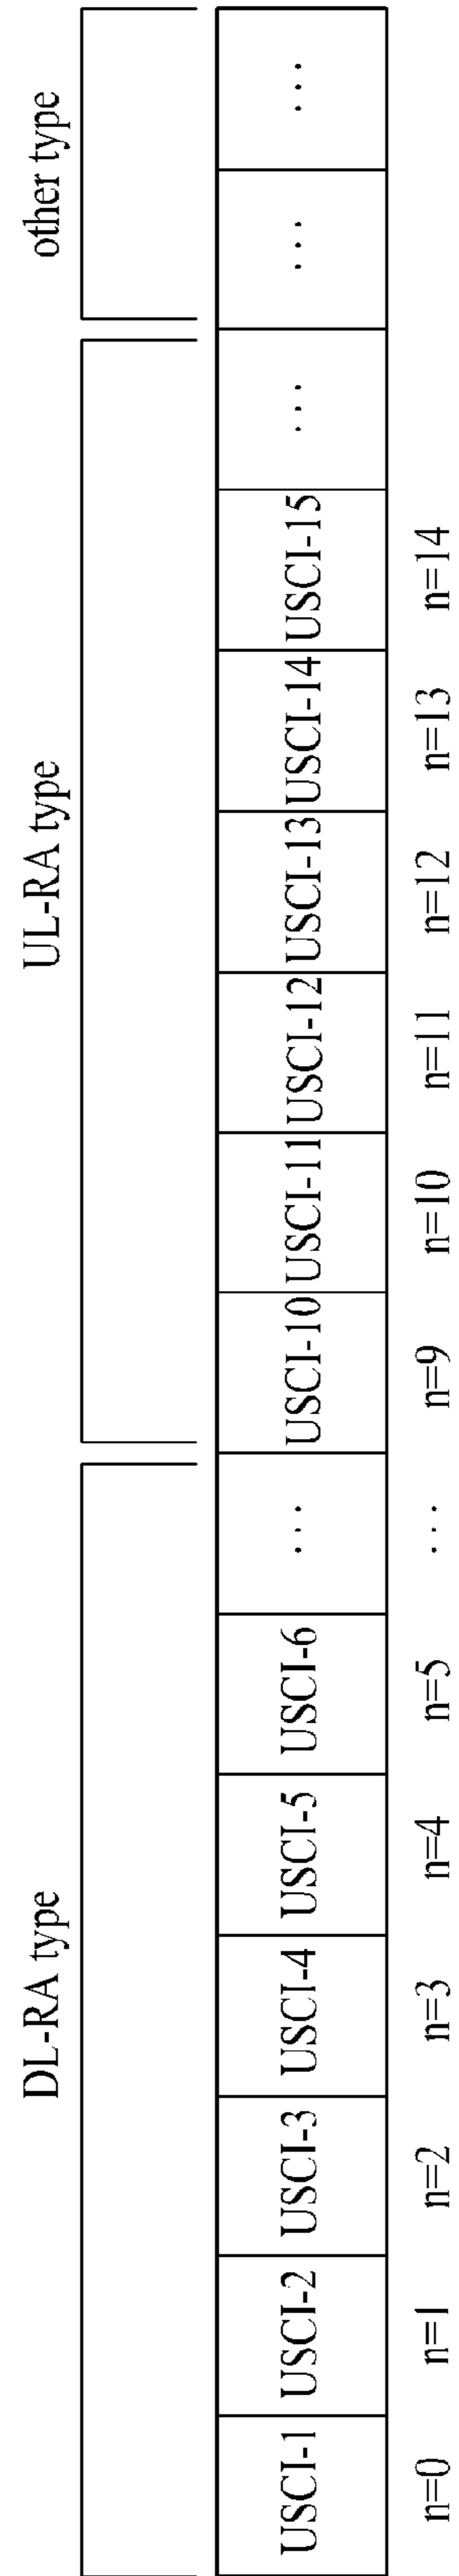 DL-RA type UL-RA type other type
USCI-1 USCI-2 USCI-3 USCI-4 USCI-5 USCI-6 ... USCI-10 USCI-11 USCI-12 USCI-13 USCI-14 USCI-15 ... ... ...
n=0 n=1 n=2 n=3 n=4 n=5 ... n=9 n=10 n=11 n=12 n=13 n=14